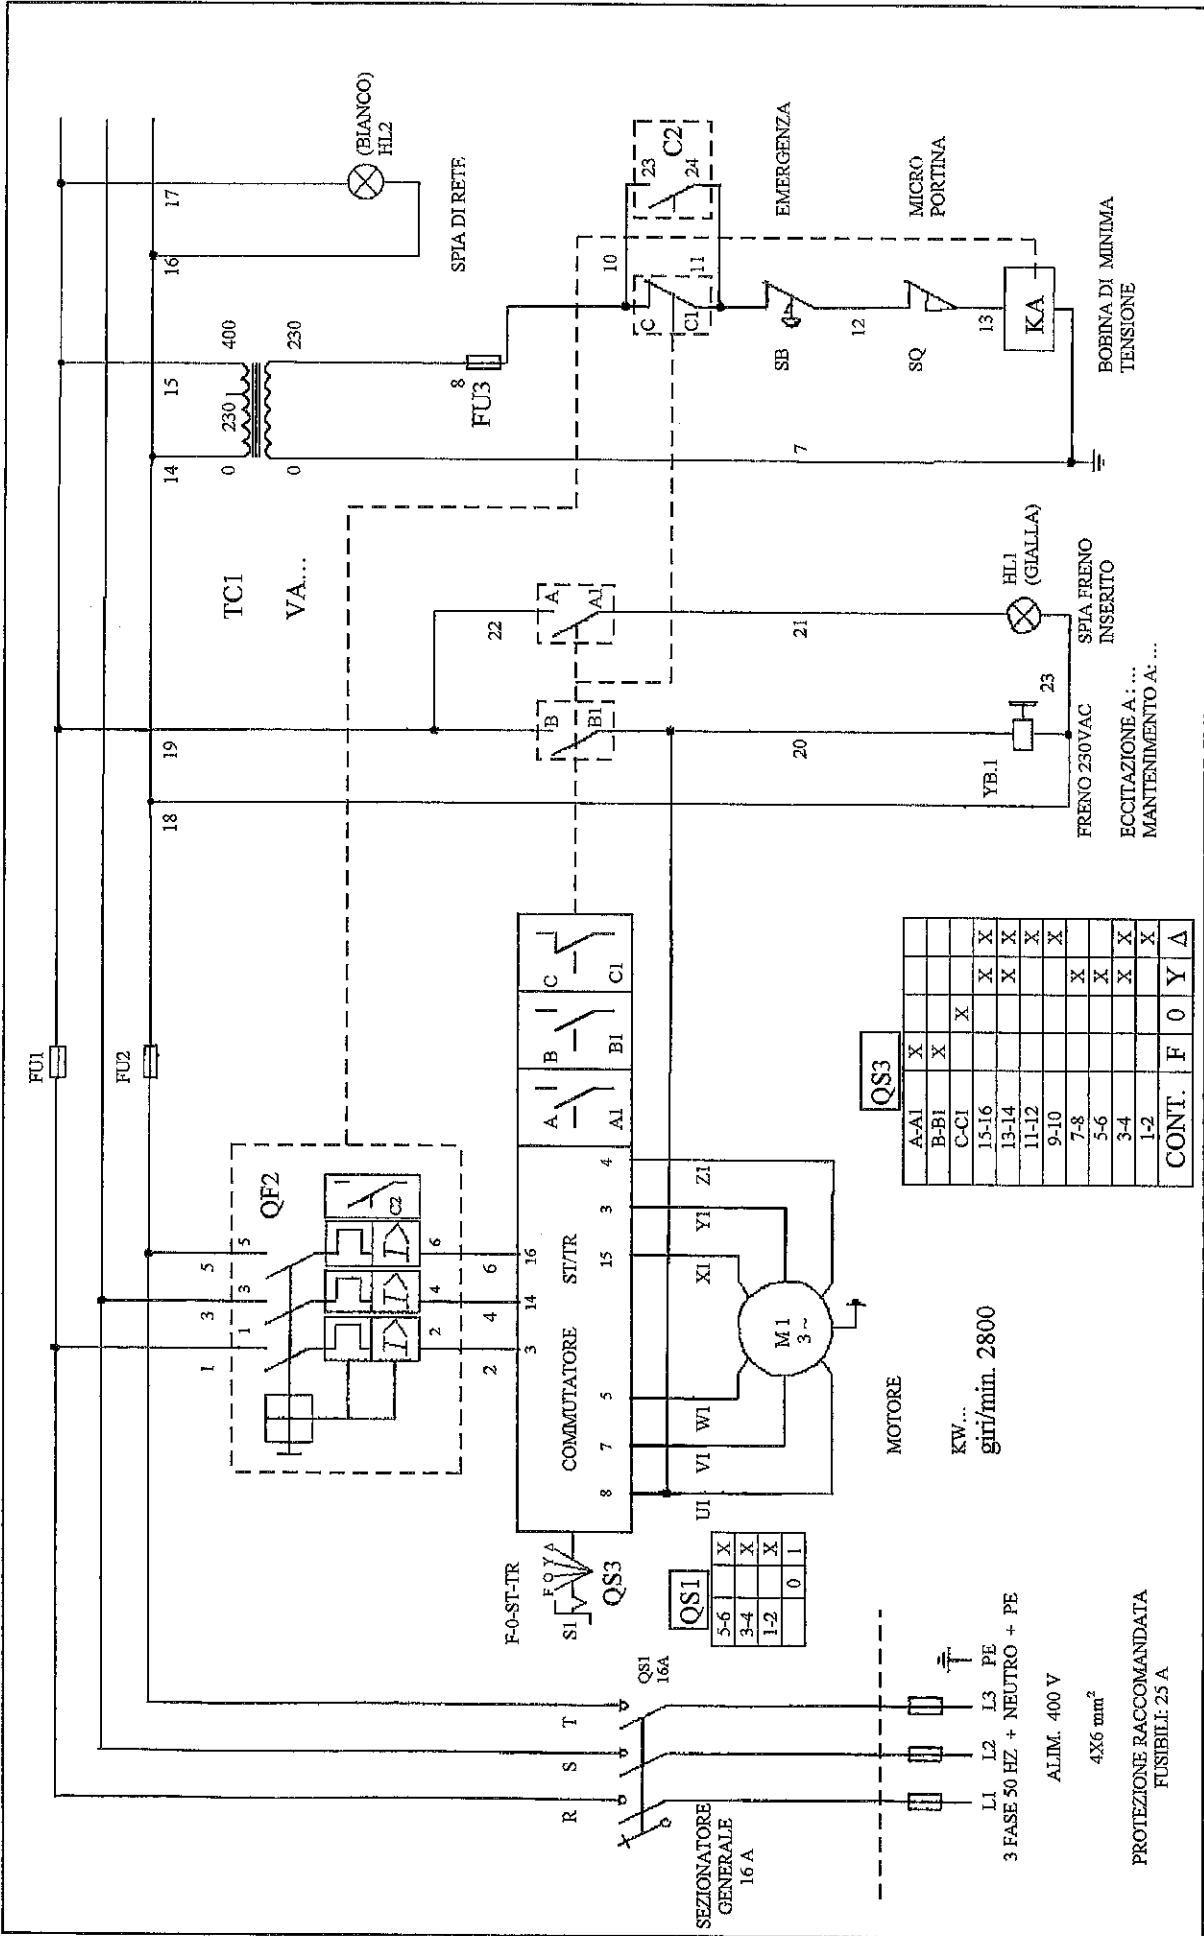 FU1
FU2
QF2
1
3
5
1
3
5
C2
2
4
6
2
4
6
3
14
16
COMMUTATORE
ST/TR
8
7
5
15
3
4
A
A1
B
B1
C
C1
U1
V1
W1
X1
Y1
Z1
M1
3 ~
MOTORE
KW...
giri/min. 2800
F-0-ST-TR
S1
F O Y Δ
QS3
QS1
5-6 X
3-4 X
1-2 X
0 1
R
S
T
QS1
16A
SEZIONATORE
GENERALE
16 A
L1 L2 L3 PE
3 FASE 50 HZ + NEUTRO + PE
ALIM. 400 V
4X6 mm²
PROTEZIONE RACCOMANDATA
FUSIBILI: 25 A
QS3
A-A1 X
B-B1 X
C-C1 X
15-16 X X
13-14 X X
11-12 X
9-10 X
7-8 X
5-6 X
3-4 X X
1-2 X
CONT. F 0 Y Δ
18
19
22
B
B1
A
A1
20
21
YB.1
23
HL1
(GIALLA)
FRENO 230VAC
SPIA FRENO
INSERITO
ECCITAZIONE A: ...
MANTENIMENTO A: ...
TC1
VA...
14
15
0
230
400
0
230
8
FU3
16
17
(BIANCO)
HL2
SPIA DI RETE
10
C
C1
11
23
C2
24
SB
EMERGENZA
12
SQ
MICRO
PORTINA
13
KA
7
BOBINA DI MINIMA
TENSIONE